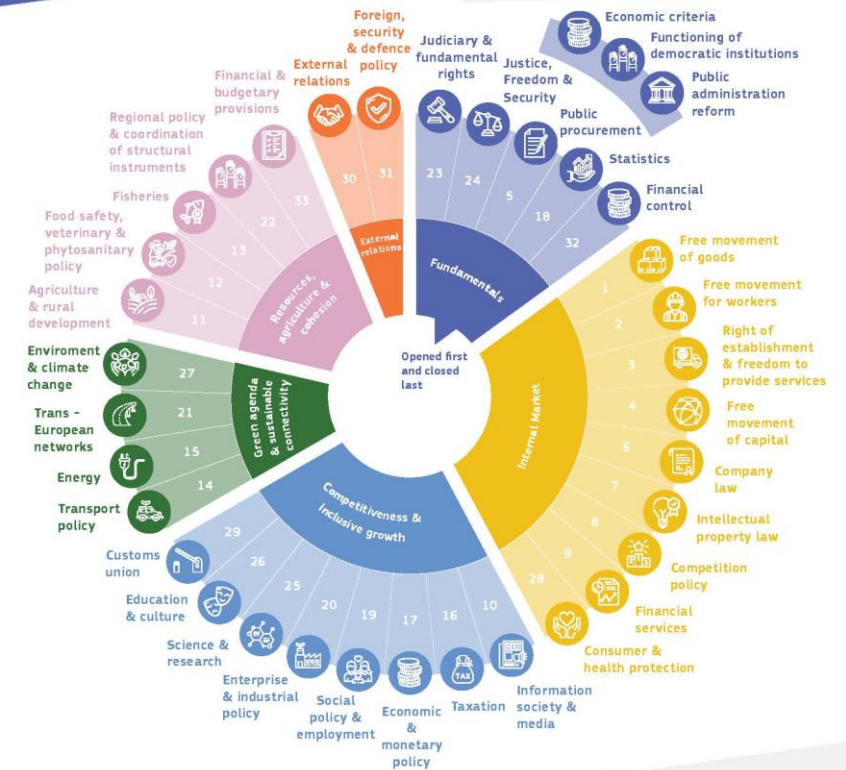 Economic criteria
Functioning of
democratic institutions
Public
administration
reform
Foreign,
security
& defence
policy
External
relations
30
31
External
relations
Judiciary &
fundamental
rights
Justice,
Freedom &
Security
Public
procurement
Statistics
Financial
control
23
24
5
18
32
Fundamentals
Opened first
and closed
last
Free movement
of goods
Free movement
for workers
Right of
establishment
& freedom to
provide services
Free
movement
of capital
Company
law
Intellectual
property law
Competition
policy
Financial
services
Consumer &
health protection
1
2
3
4
6
7
8
9
28
Internal Market
Information
society &
media
Taxation
TAX
Economic
&
monetary
policy
Social
policy &
employment
Enterprise
& industrial
policy
Science &
research
Education
& culture
Customs
union
10
16
17
19
20
25
26
29
Competitiveness &
inclusive growth
Transport
policy
Energy
Trans -
European
networks
Enviroment
& climate
change
14
15
21
27
Green agenda
& sustainable
connectivity
Agriculture
& rural
development
Food safety,
veterinary &
phytosanitary
policy
Fisheries
Regional policy
& coordination
of structural
instruments
Financial &
budgetary
provisions
11
12
13
22
33
Resources,
agriculture &
cohesion